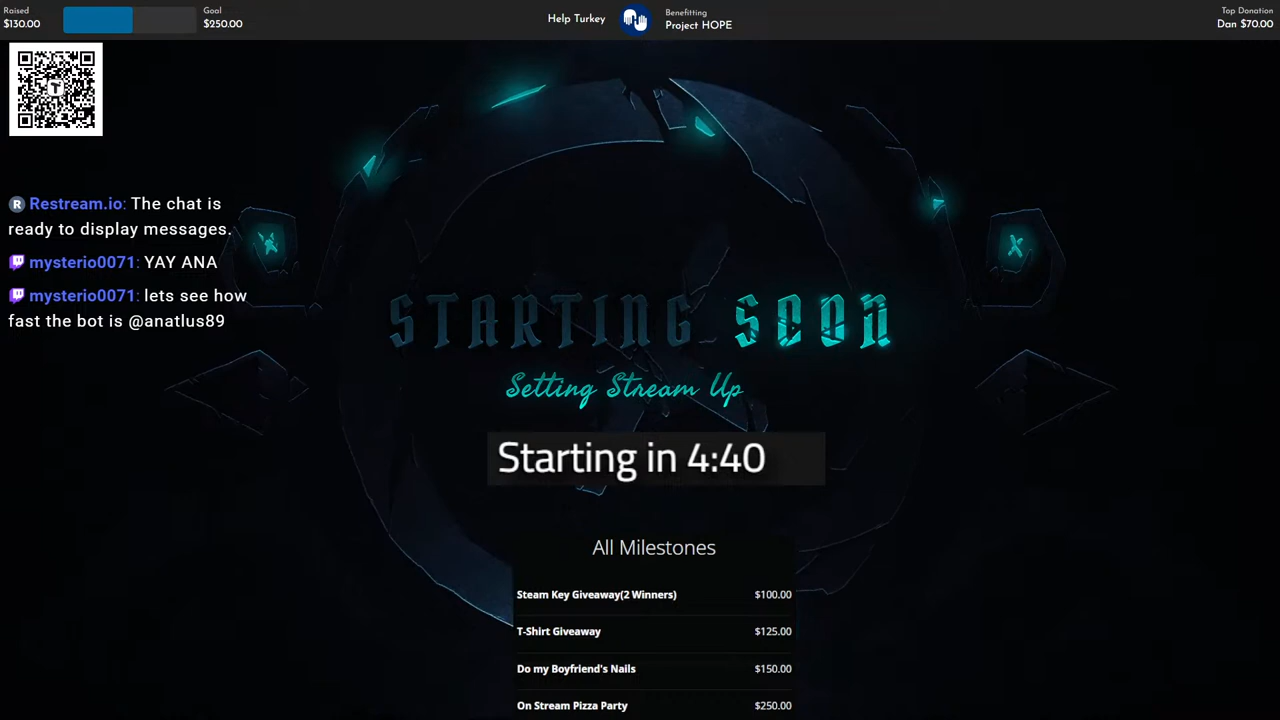 Raised
$130.00
Goal
$250.00
Help Turkey
Benefitting
Project HOPE
Top Donation
Dan $70.00
T
R Restream.io: The chat is
ready to display messages.
mysterio0071: YAY ANA
mysterio0071: lets see how
fast the bot is @anatlus89
STARTING SOON
Setting Stream Up
Starting in 4:40
All Milestones
Steam Key Giveaway(2 Winners) $100.00
T-Shirt Giveaway $125.00
Do my Boyfriend's Nails $150.00
On Stream Pizza Party $250.00